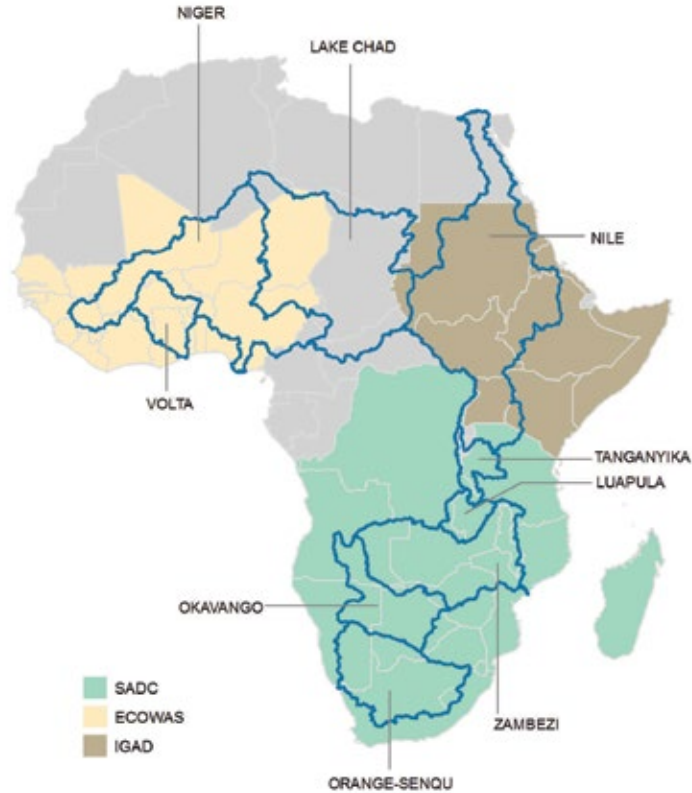 NIGER
LAKE CHAD
NILE
VOLTA
TANGANYIKA
LUAPULA
OKAVANGO
SADC
ECOWAS
IGAD
ZAMBEZI
ORANGE-SENQU